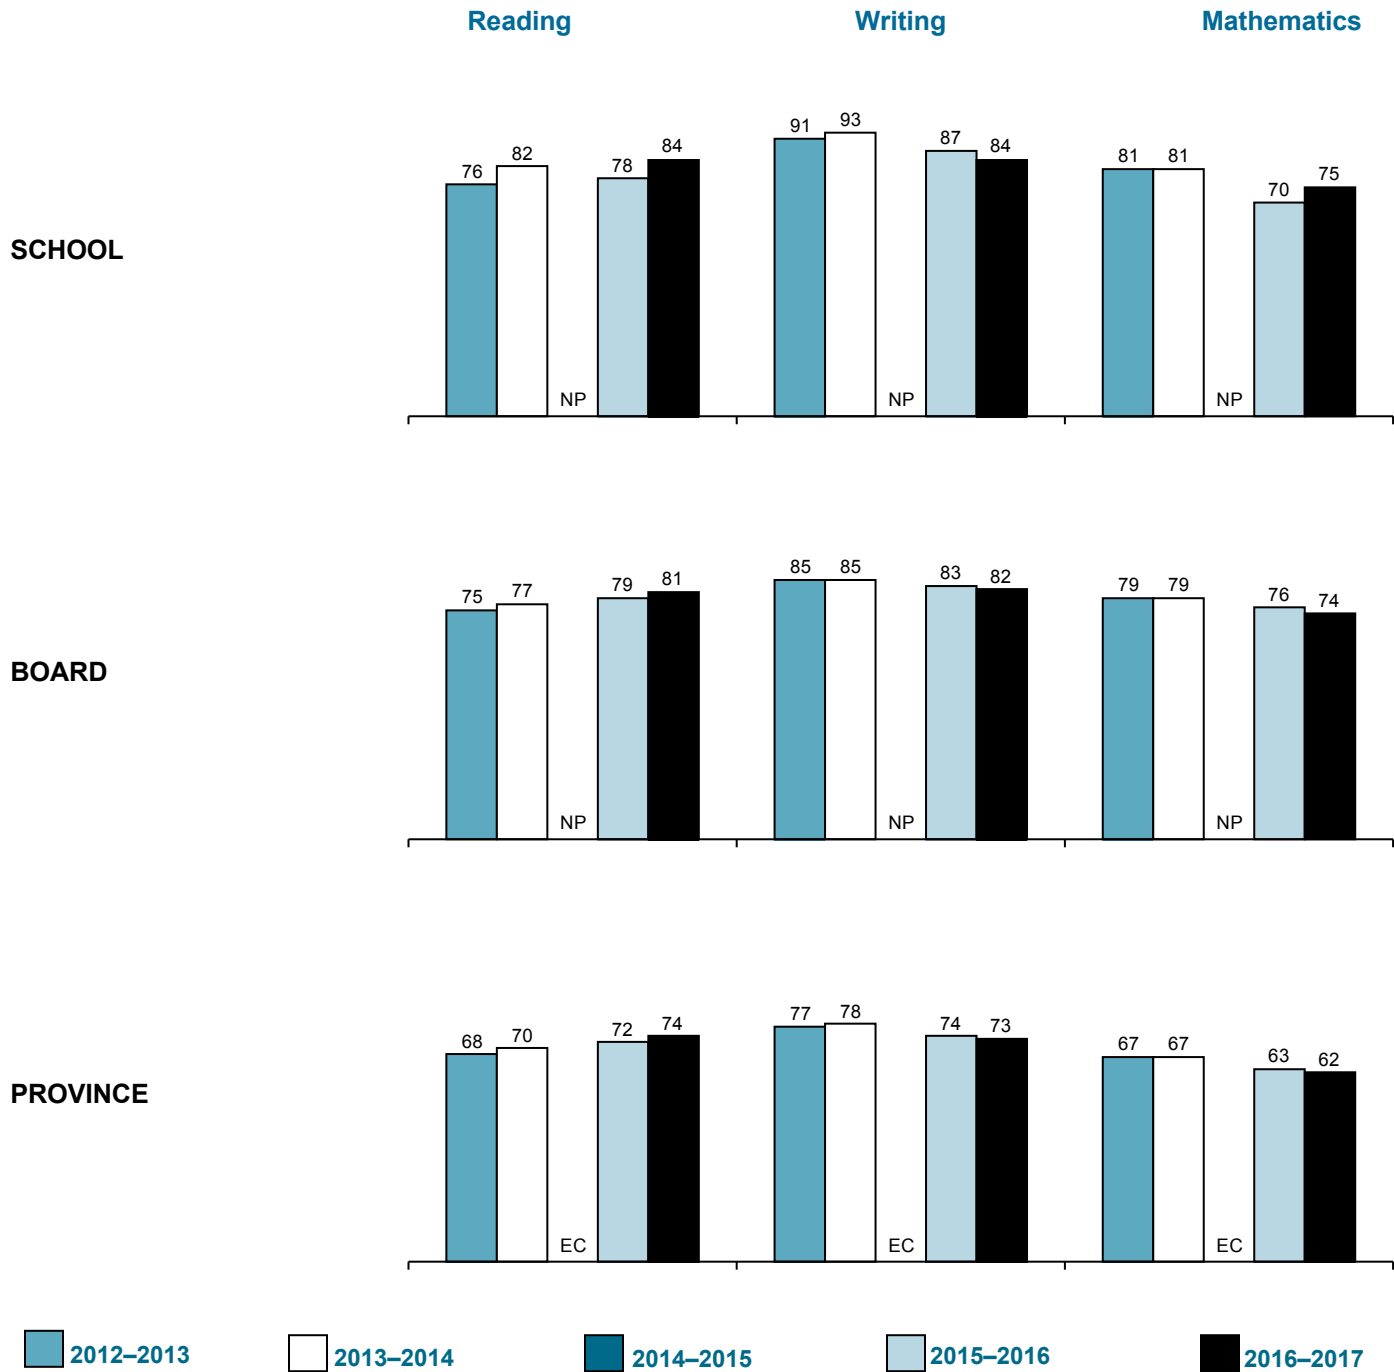 Reading Writing Mathematics
SCHOOL
76 82 NP 78 84 91 93 NP 87 84 81 81 NP 70 75
BOARD
75 77 NP 79 81 85 85 NP 83 82 79 79 NP 76 74
PROVINCE
68 70 EC 72 74 77 78 EC 74 73 67 67 EC 63 62
2012–2013 2013–2014 2014–2015 2015–2016 2016–2017